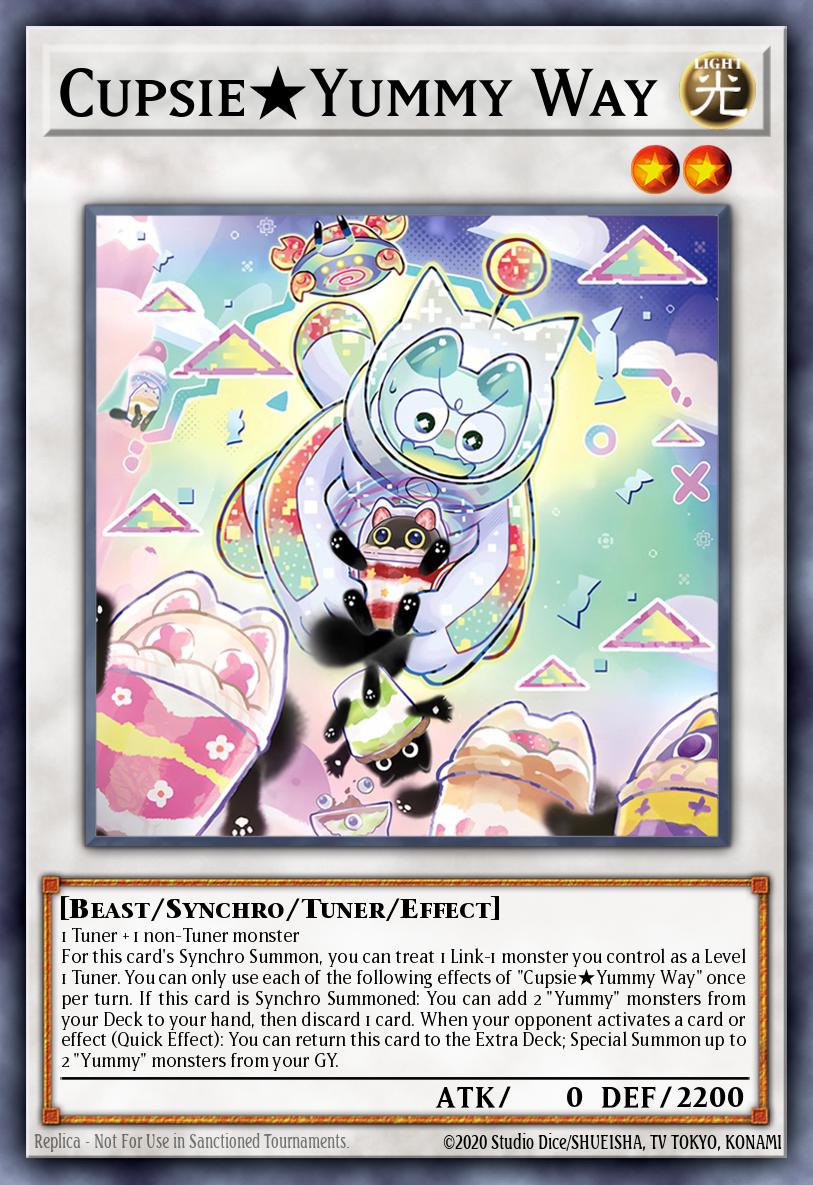 Cupsie★Yummy Way
LIGHT
光
[Beast/Synchro/Tuner/Effect]
1 Tuner + 1 non-Tuner monster
For this card's Synchro Summon, you can treat 1 Link-1 monster you control as a Level
1 Tuner. You can only use each of the following effects of "Cupsie★Yummy Way" once
per turn. If this card is Synchro Summoned: You can add 2 "Yummy" monsters from
your Deck to your hand, then discard 1 card. When your opponent activates a card or
effect (Quick Effect): You can return this card to the Extra Deck; Special Summon up to
2 "Yummy" monsters from your GY.
ATK/ 0 DEF/2200
Replica - Not For Use in Sanctioned Tournaments.
©2020 Studio Dice/SHUEISHA, TV TOKYO, KONAMI